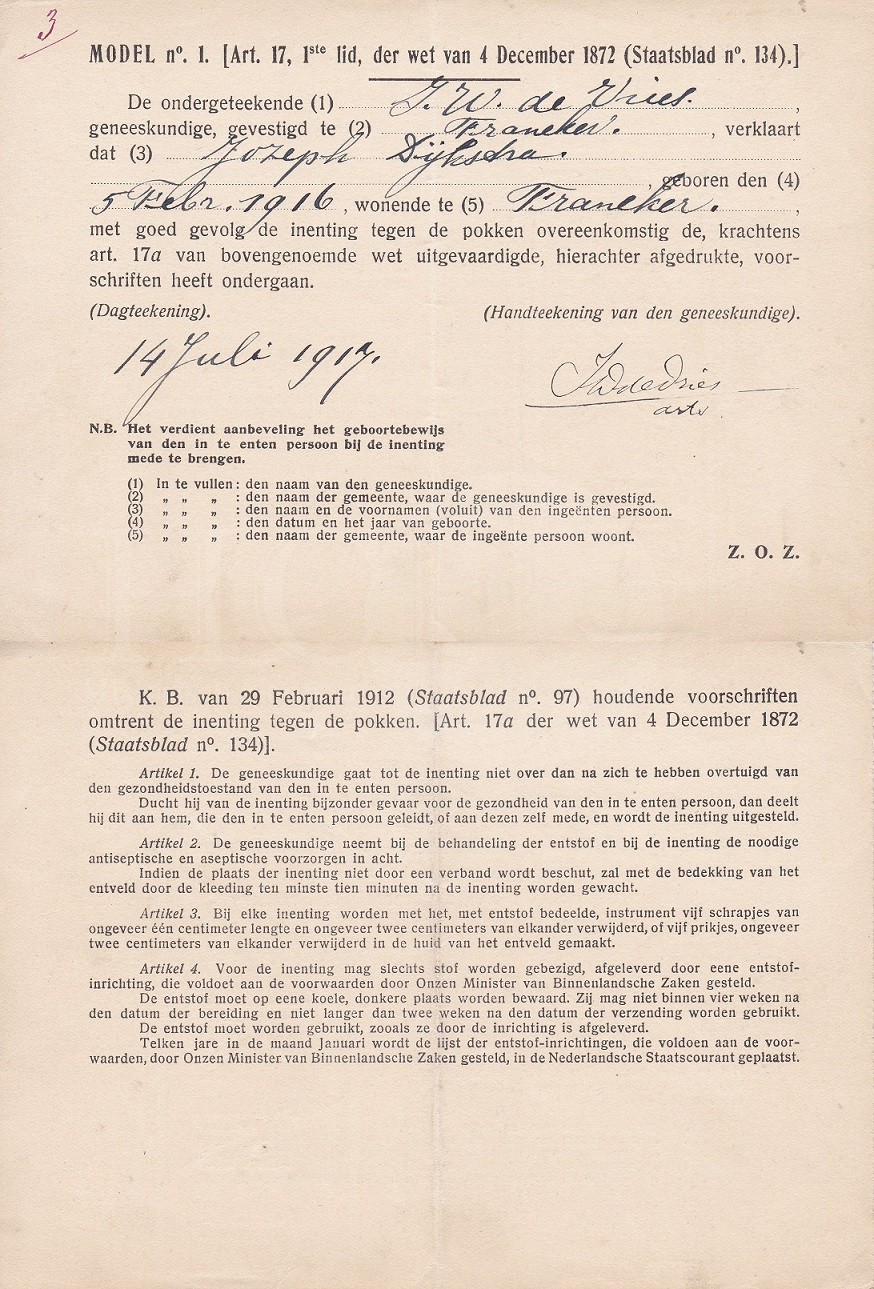 3
MODEL nº. 1. [Art. 17, 1ste lid, der wet van 4 December 1872 (Staatsblad nº. 134).]
De ondergeteekende (1) J. W. de Vries.,
geneeskundige, gevestigd te (2) Franeker., verklaart
dat (3) Jozeph Dijkstra.
, geboren den (4)
5 Febr. 1916, wonende te (5) Franeker.,
met goed gevolg de inenting tegen de pokken overeenkomstig de, krachtens
art. 17a van bovengenoemde wet uitgevaardigde, hierachter afgedrukte, voor-
schriften heeft ondergaan.
(Dagteekening). (Handteekening van den geneeskundige).
14 Juli 1917. JWdeVries
arts.
N.B. Het verdient aanbeveling het geboortebewijs
van den in te enten persoon bij de inenting
mede te brengen.
(1) In te vullen : den naam van den geneeskundige.
(2) „ „ „ : den naam der gemeente, waar de geneeskundige is gevestigd.
(3) „ „ „ : den naam en de voornamen (voluit) van den ingeënten persoon.
(4) „ „ „ : den datum en het jaar van geboorte.
(5) „ „ „ : den naam der gemeente, waar de ingeënte persoon woont.
Z. O. Z.
K. B. van 29 Februari 1912 (Staatsblad nº. 97) houdende voorschriften
omtrent de inenting tegen de pokken. [Art. 17a der wet van 4 December 1872
(Staatsblad nº. 134)].
Artikel 1. De geneeskundige gaat tot de inenting niet over dan na zich te hebben overtuigd van
den gezondheidstoestand van den in te enten persoon.
Ducht hij van de inenting bijzonder gevaar voor de gezondheid van den in te enten persoon, dan deelt
hij dit aan hem, die den in te enten persoon geleidt, of aan dezen zelf mede, en wordt de inenting uitgesteld.
Artikel 2. De geneeskundige neemt bij de behandeling der entstof en bij de inenting de noodige
antiseptische en aseptische voorzorgen in acht.
Indien de plaats der inenting niet door een verband wordt beschut, zal met de bedekking van het
entveld door de kleeding ten minste tien minuten na de inenting worden gewacht.
Artikel 3. Bij elke inenting worden met het, met entstof bedeelde, instrument vijf schrapjes van
ongeveer één centimeter lengte en ongeveer twee centimeters van elkander verwijderd, of vijf prikjes, ongeveer
twee centimeters van elkander verwijderd in de huid van het entveld gemaakt.
Artikel 4. Voor de inenting mag slechts stof worden gebezigd, afgeleverd door eene entstof-
inrichting, die voldoet aan de voorwaarden door Onzen Minister van Binnenlandsche Zaken gesteld.
De entstof moet op eene koele, donkere plaats worden bewaard. Zij mag niet binnen vier weken na
den datum der bereiding en niet langer dan twee weken na den datum der verzending worden gebruikt.
De entstof moet worden gebruikt, zooals ze door de inrichting is afgeleverd.
Telken jare in de maand Januari wordt de lijst der entstof-inrichtingen, die voldoen aan de voor-
waarden, door Onzen Minister van Binnenlandsche Zaken gesteld, in de Nederlandsche Staatscourant geplaatst.